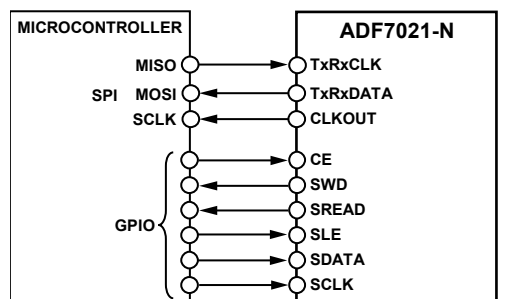 MICROCONTROLLER ADF7021-N
MISO TxRxCLK
SPI MOSI TxRxDATA
SCLK CLKOUT
CE
SWD
SREAD
GPIO
SLE
SDATA
SCLK